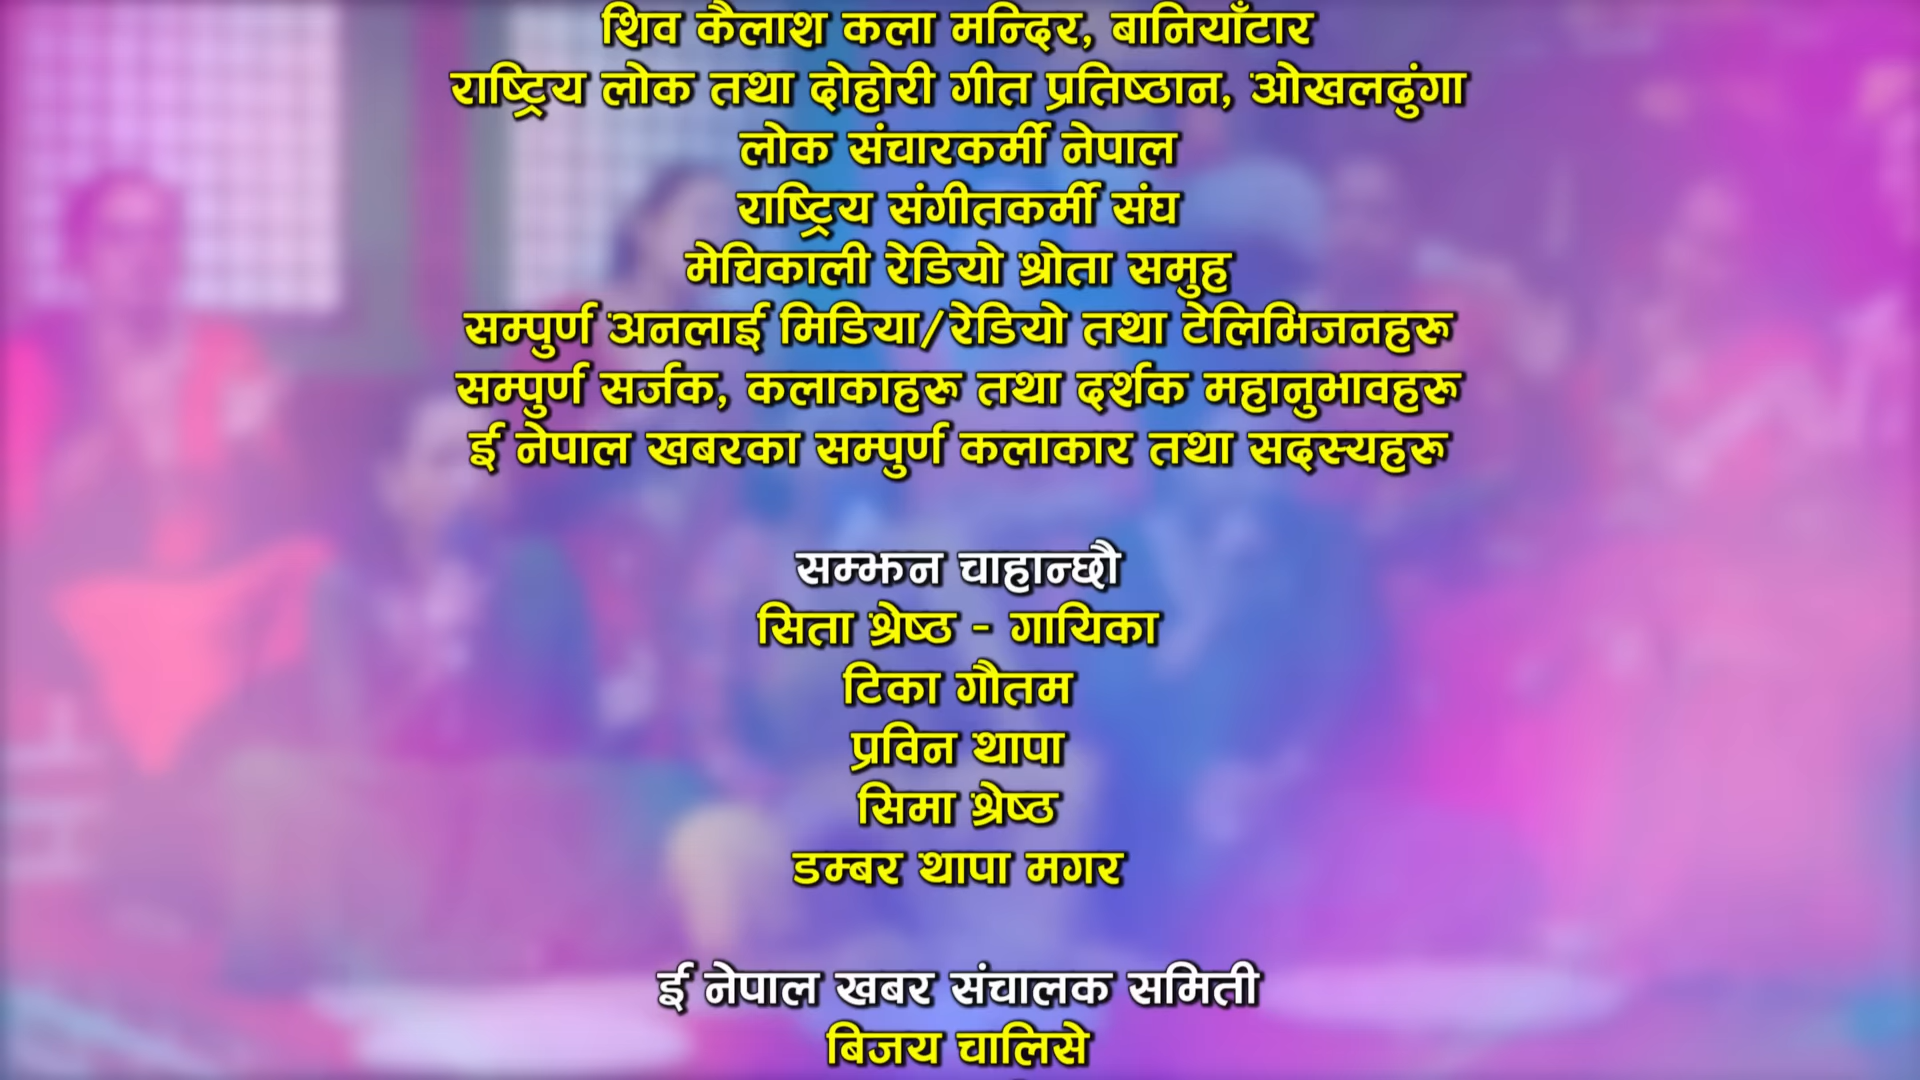 शिव कैलाश कला मन्दिर, बानियाँटार
राष्ट्रिय लोक तथा दोहोरी गीत प्रतिष्ठान, ओखलढुंगा
लोक संचारकर्मी नेपाल
राष्ट्रिय संगीतकर्मी संघ
मेचिकाली रेडियो श्रोता समुह
सम्पुर्ण अनलाई मिडिया/रेडियो तथा टेलिभिजनहरू
सम्पुर्ण सर्जक, कलाकाहरू तथा दर्शक महानुभावहरू
ई नेपाल खबरका सम्पुर्ण कलाकार तथा सदस्यहरू
सम्झन चाहान्छौ
सिता श्रेष्ठ - गायिका
टिका गौतम
प्रविन थापा
सिमा श्रेष्ठ
डम्बर थापा मगर
ई नेपाल खबर संचालक समिती
बिजय चालिसे